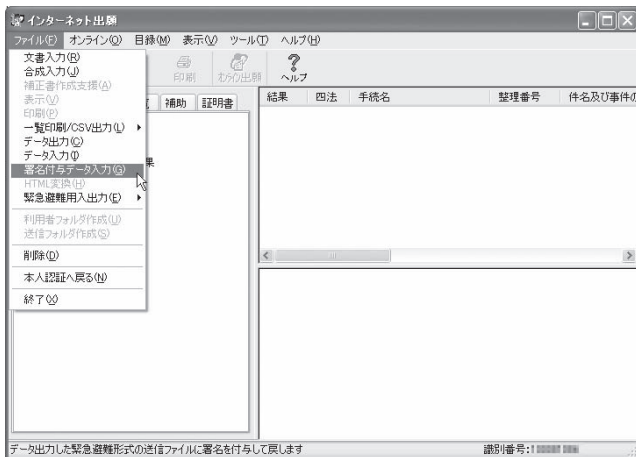 インターネット出願
ファイル(F) オンライン(O) 目録(M) 表示(V) ツール(T) ヘルプ(H)
文書入力(R)
合成入力(J)
補正書作成支援(A)
表示(V)
印刷(P)
一覧印刷/CSV出力(L)
データ出力(C)
データ入力(I)
署名付与データ入力(G)
HTML変換(H)
緊急避難用入出力(E)
利用者フォルダ作成(U)
送信フォルダ作成(S)
削除(D)
本人認証へ戻る(N)
終了(X)
印刷 オンライン出願 ヘルプ
補助 証明書
果
結果 四法 手続名 整理番号 件名及び事件の
データ出力した緊急避難形式の送信ファイルに署名を付与して戻します
識別番号: